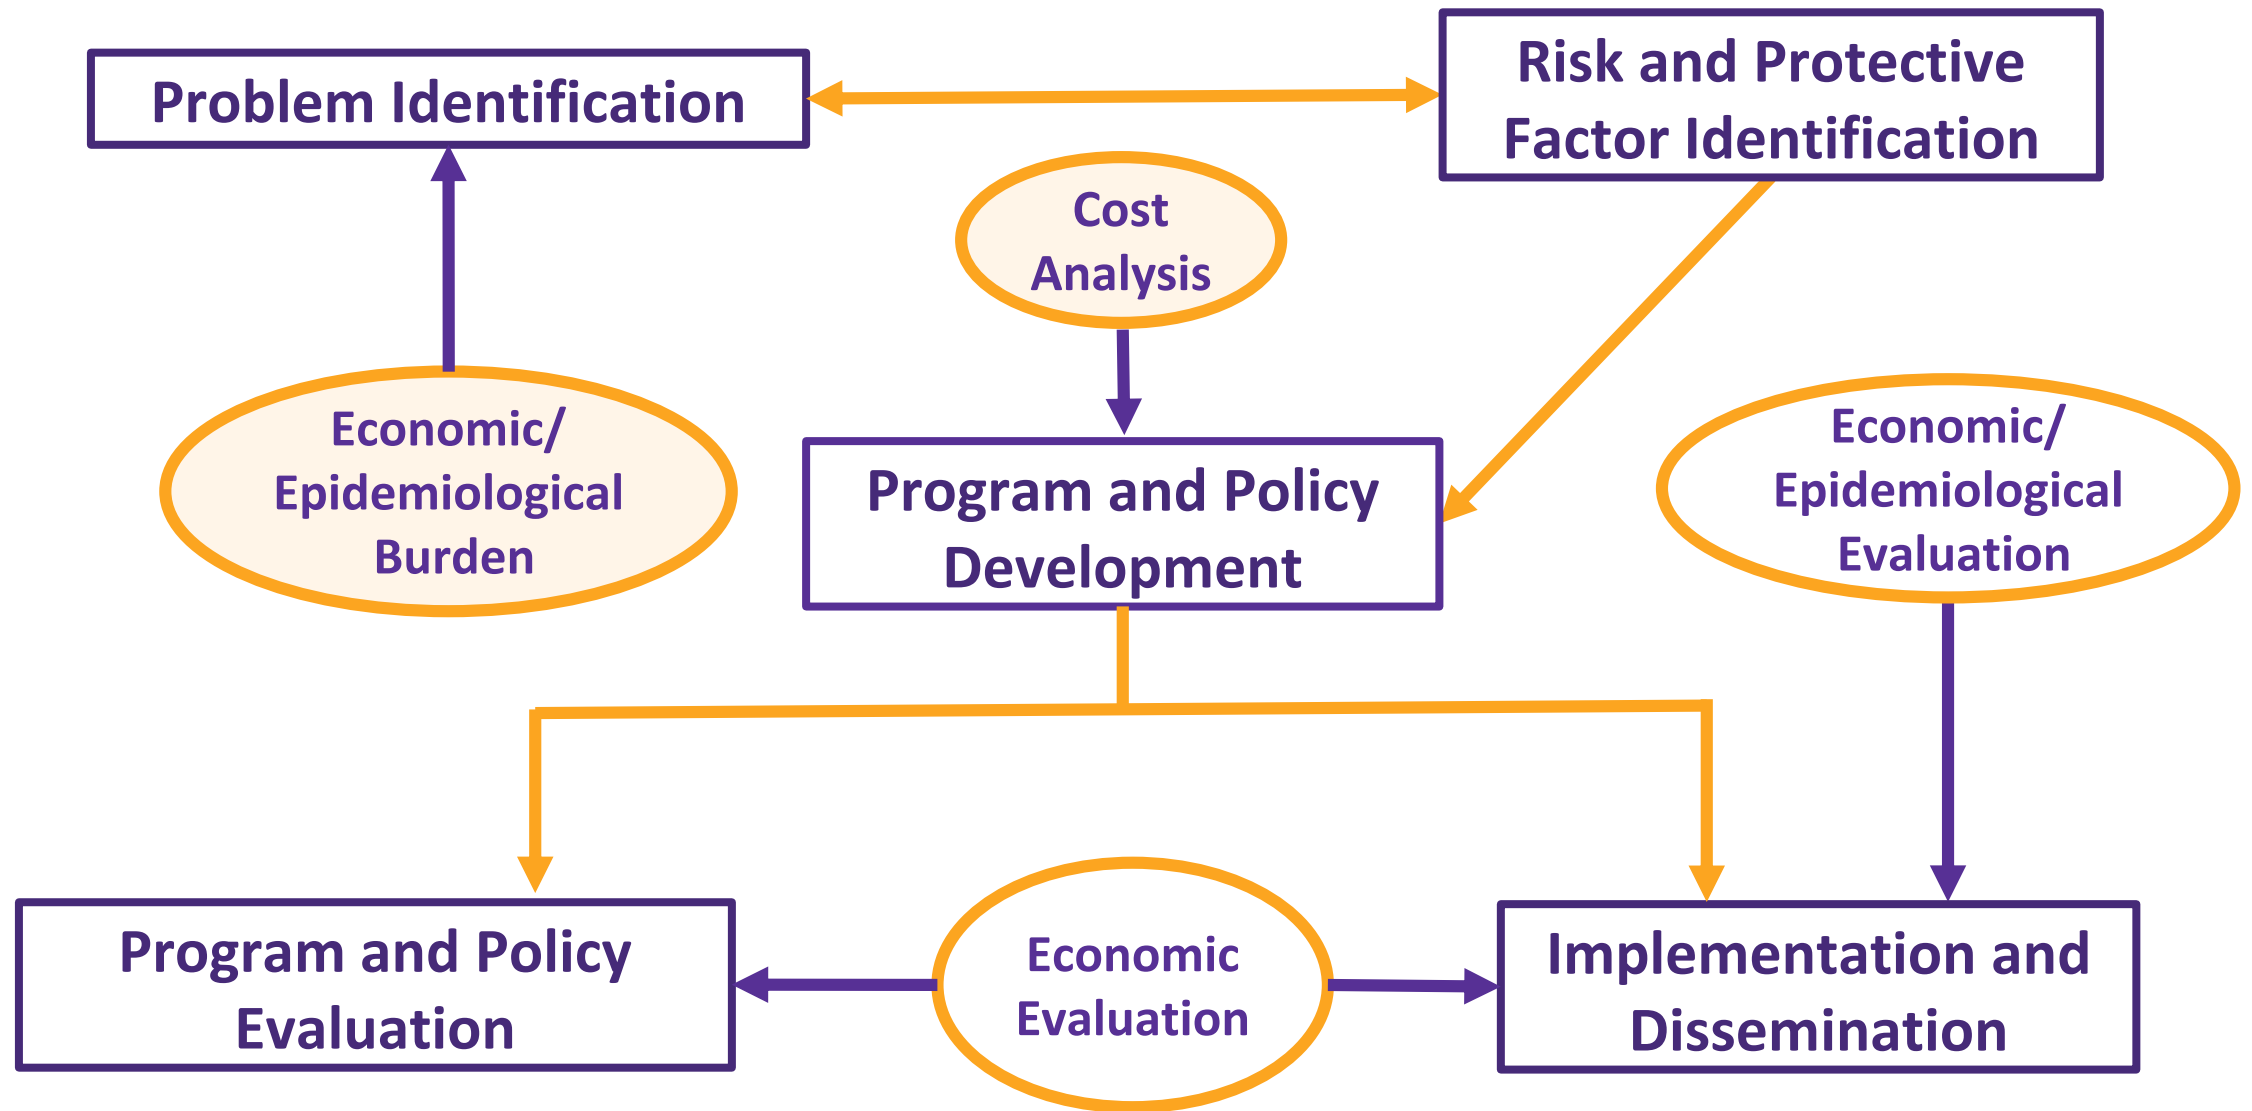 Problem Identification
Risk and Protective
Factor Identification
Cost
Analysis
Economic/
Epidemiological
Burden
Program and Policy
Development
Economic/
Epidemiological
Evaluation
Program and Policy
Evaluation
Economic
Evaluation
Implementation and
Dissemination